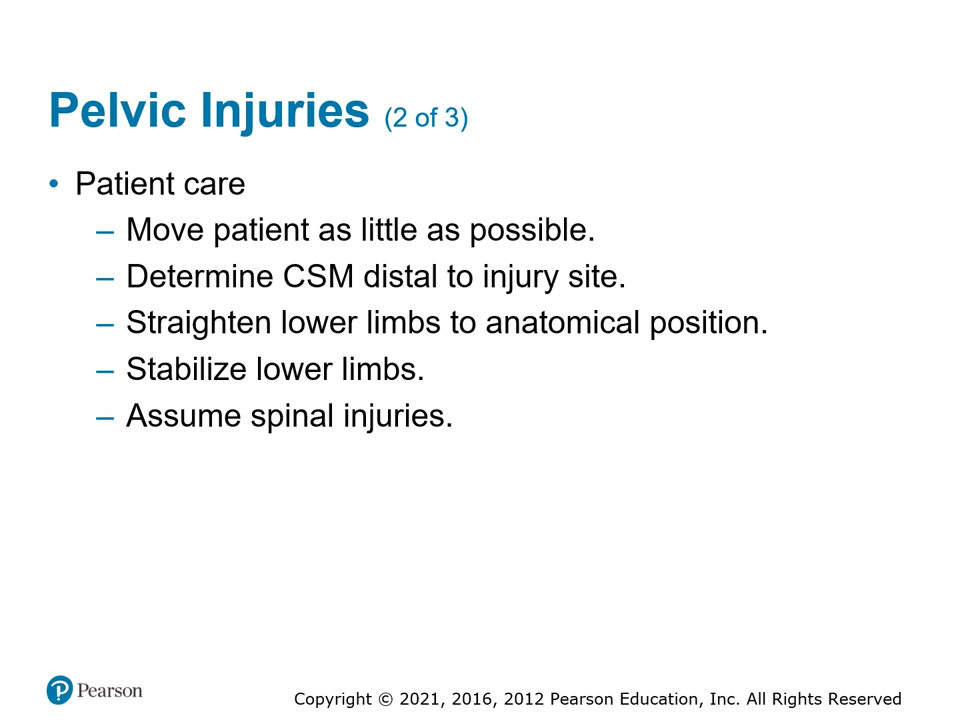 Pelvic Injuries (2 of 3)
• Patient care
– Move patient as little as possible.
– Determine CSM distal to injury site.
– Straighten lower limbs to anatomical position.
– Stabilize lower limbs.
– Assume spinal injuries.
Pearson
Copyright © 2021, 2016, 2012 Pearson Education, Inc. All Rights Reserved